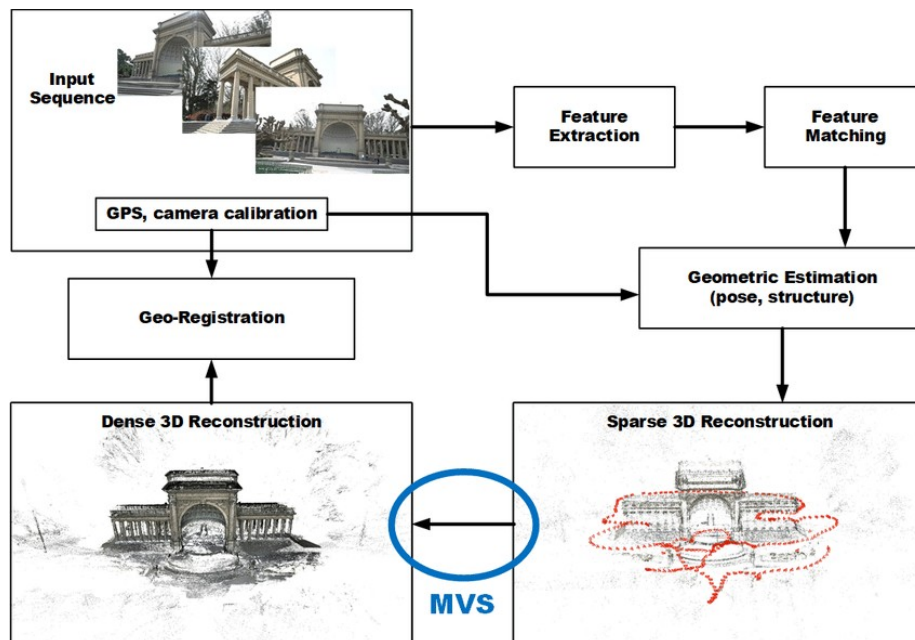 Input
Sequence
GPS, camera calibration
Feature
Extraction
Feature
Matching
Geometric Estimation
(pose, structure)
Geo-Registration
Dense 3D Reconstruction
Sparse 3D Reconstruction
MVS